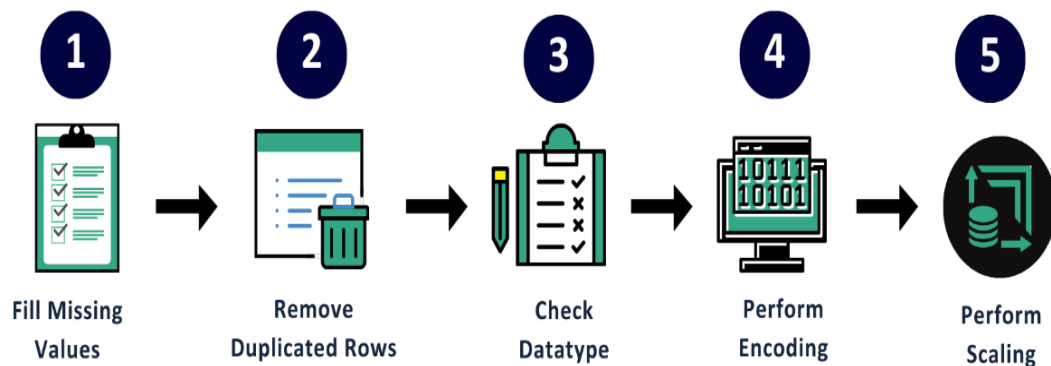 1
2
3
4
5
10111
10101
Fill Missing
Values
Remove
Duplicated Rows
Check
Datatype
Perform
Encoding
Perform
Scaling